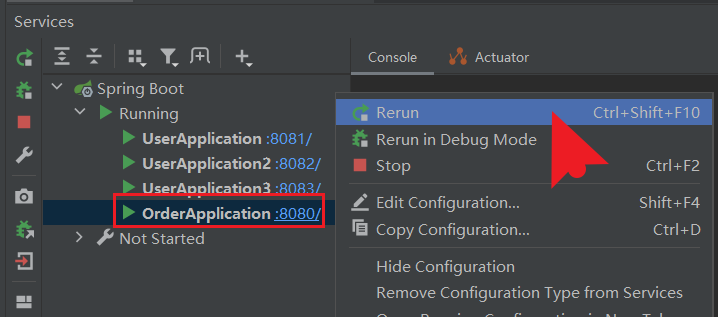 Services
Console
Actuator
Spring Boot
Running
Rerun Ctrl+Shift+F10
UserApplication :8081/
Rerun in Debug Mode
UserApplication2 :8082/
Stop Ctrl+F2
UserApplication3 :8083/
Edit Configuration... Shift+F4
OrderApplication :8080/
Copy Configuration... Ctrl+D
Not Started
Hide Configuration
Remove Configuration Type from Services